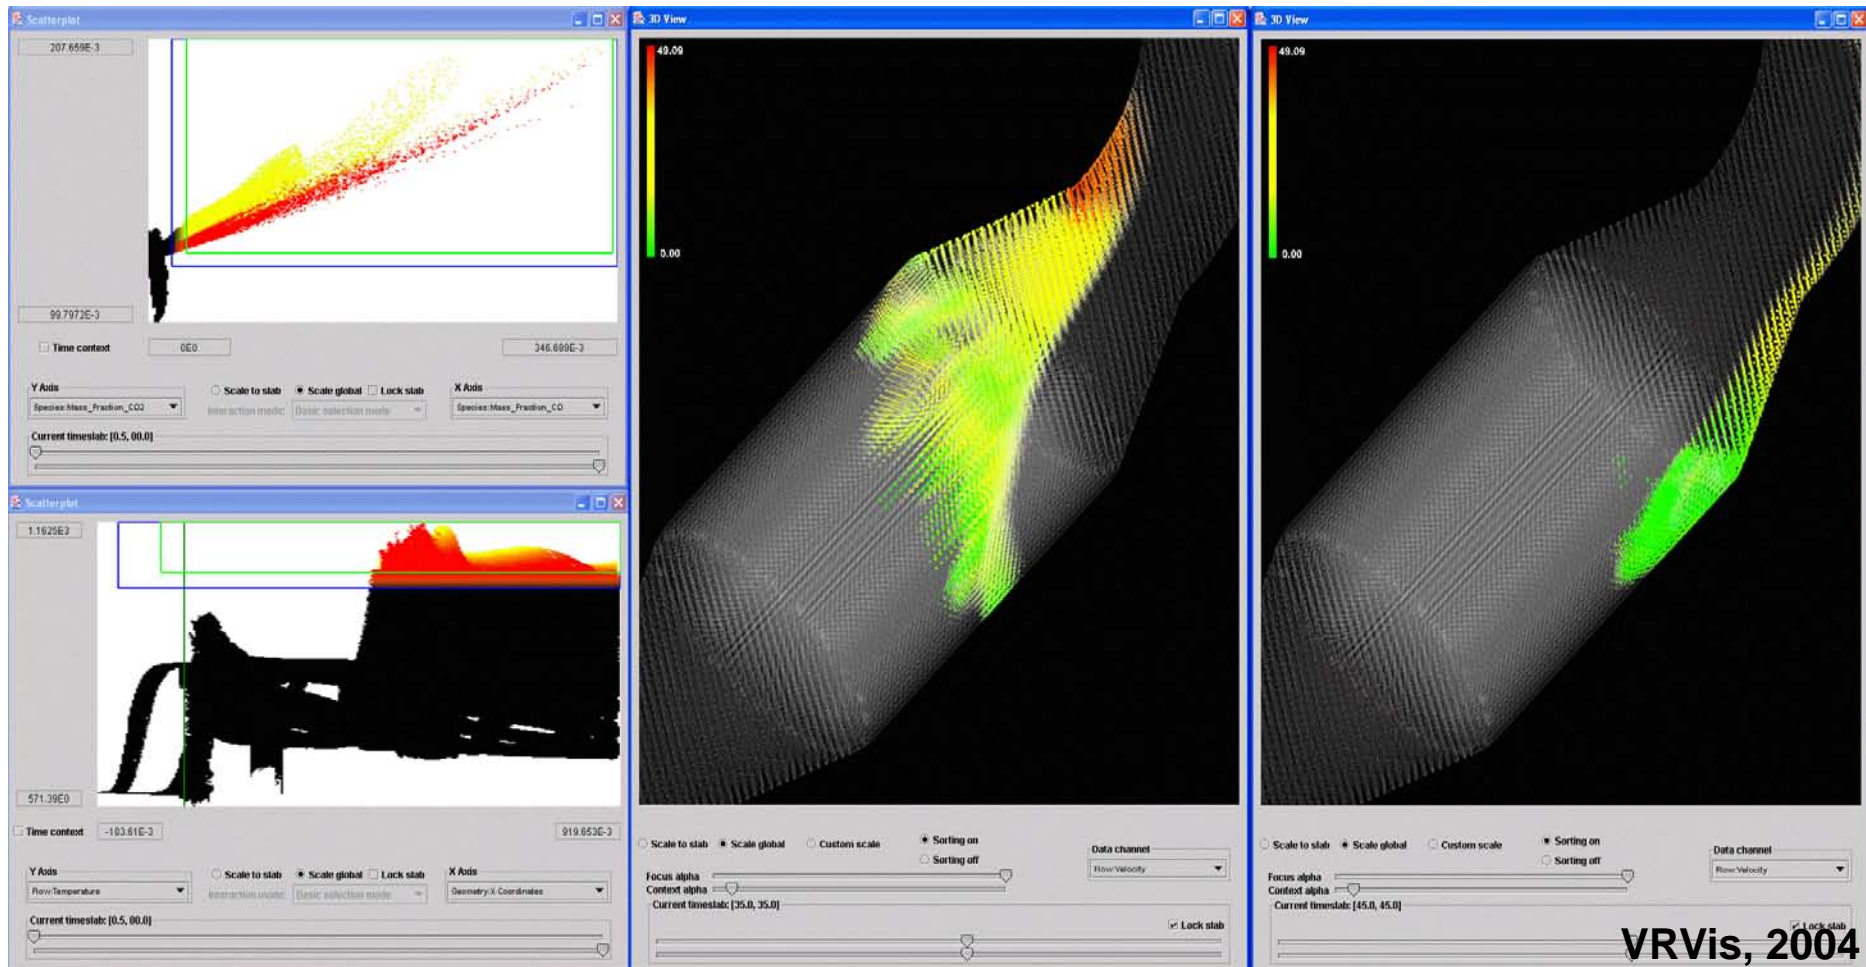 Scatterplot
207.659E-3
99.7972E-3
Time context
0E0
346.699E-3
Y Axis
Species:Mass_Fraction_CO2
Scale to slab
Scale global
Lock slab
Interaction mode:
Basic selection mode
X Axis
Species:Mass_Fraction_CO
Current timeslab: [0.5, 80.0]
Scatterplot
1.1625E3
571.39E0
Time context
-183.61E-3
919.653E-3
Y Axis
Flow:Temperature
Scale to slab
Scale global
Lock slab
Interaction mode:
Basic selection mode
X Axis
Geometry:X-Coordinates
Current timeslab: [0.5, 80.0]
3D View
49.09
0.00
Scale to slab
Scale global
Custom scale
Sorting on
Sorting off
Data channel
Flow:Velocity
Focus alpha
Context alpha
Current timeslab: [35.0, 35.0]
Lock slab
3D View
49.09
0.00
Scale to slab
Scale global
Custom scale
Sorting on
Sorting off
Data channel
Flow:Velocity
Focus alpha
Context alpha
Current timeslab: [45.0, 45.0]
Lock slab
VRVis, 2004